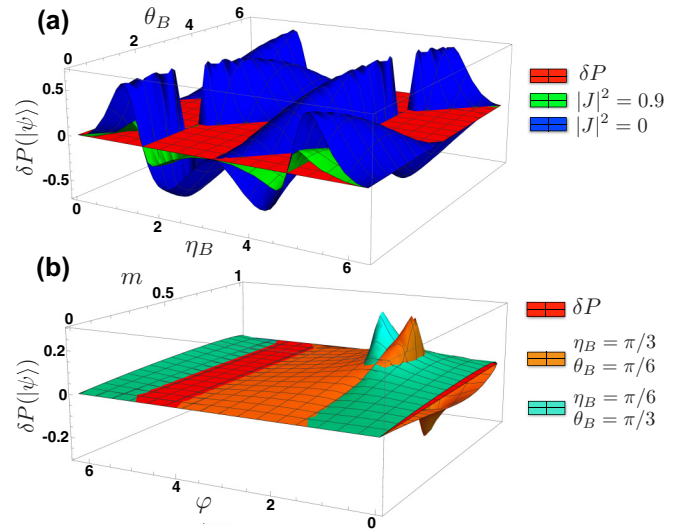 (a)
θ_B
0
2
4
6
0.5
0
-0.5
δP(|ψ⟩)
0
2
4
6
η_B
δP
|J|² = 0.9
|J|² = 0
(b)
m
0
0.5
1
0.2
0
-0.2
δP(|ψ⟩)
6
4
2
0
φ
δP
η_B = π/3
θ_B = π/6
η_B = π/6
θ_B = π/3